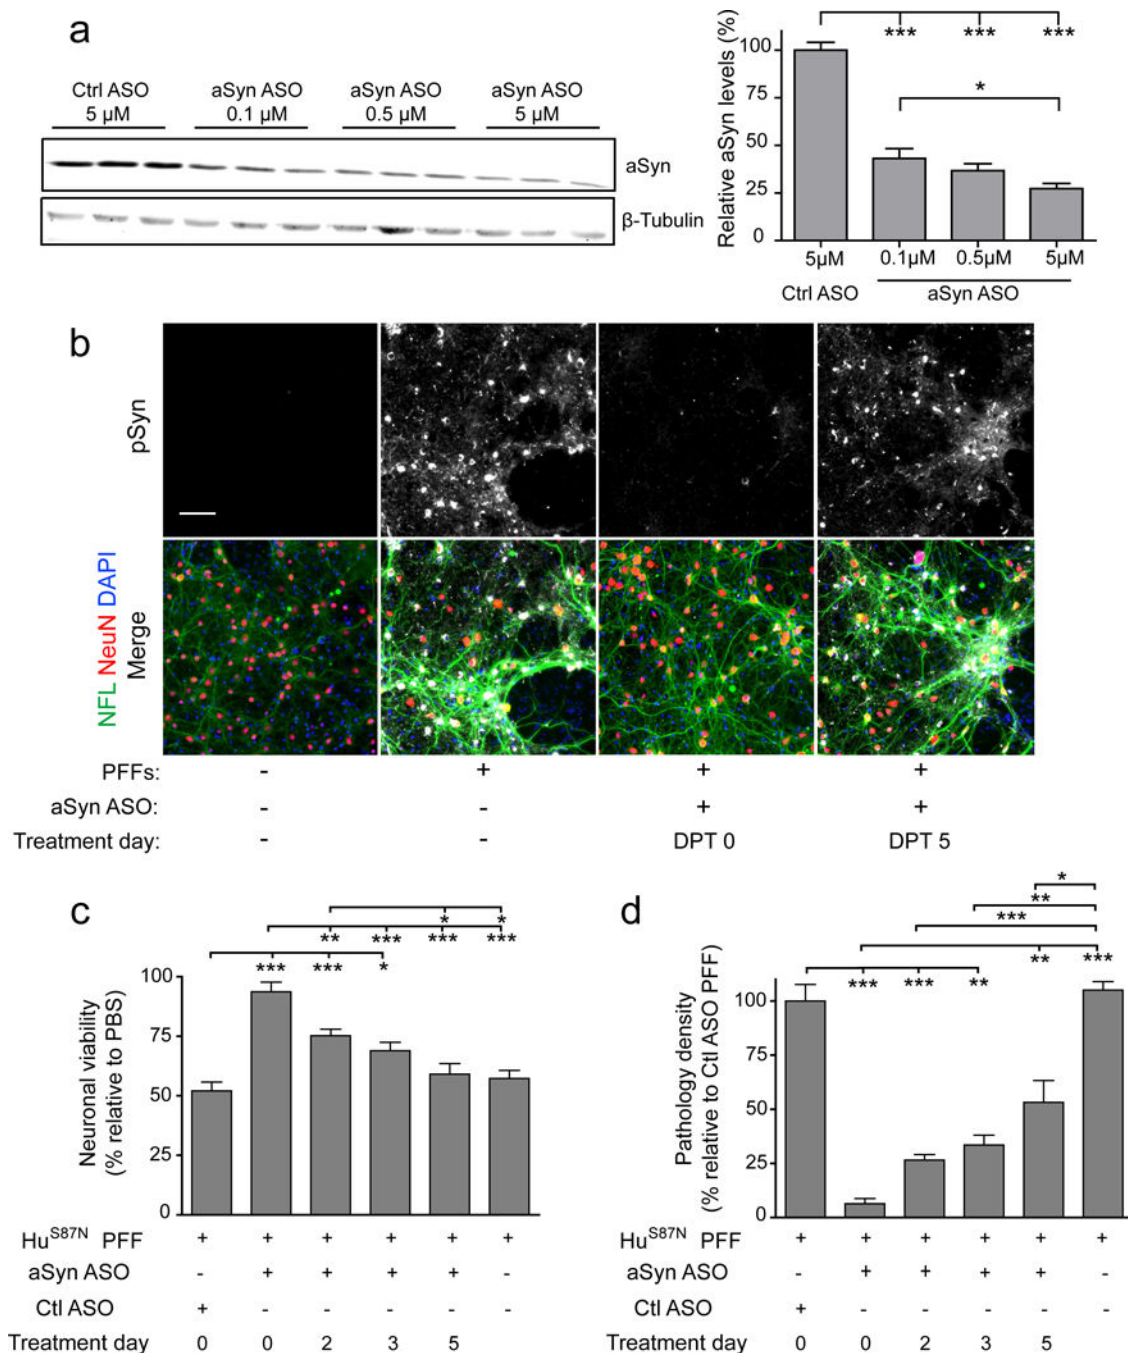 a
Ctrl ASO aSyn ASO aSyn ASO aSyn ASO
5 µM 0.1 µM 0.5 µM 5 µM
aSyn
β-Tubulin
Relative aSyn levels (%)
100
75
50
25
0
*** *** ***
*
5µM 0.1µM 0.5µM 5µM
Ctrl ASO aSyn ASO
b
pSyn
NFL NeuN DAPI
Merge
PFFs: - + + +
aSyn ASO: - - + +
Treatment day: - - DPT 0 DPT 5
c
* *
** *** *** ***
*** *** *
Neuronal viability
(% relative to PBS)
100
75
50
25
0
Hu^S87N PFF + + + + + +
aSyn ASO - + + + + -
Ctl ASO + - - - - -
Treatment day 0 0 2 3 5
d
*
**
***
** ***
*** *** **
Pathology density
(% relative to Ctl ASO PFF)
100
75
50
25
0
Hu^S87N PFF + + + + + +
aSyn ASO - + + + + -
Ctl ASO + - - - - -
Treatment day 0 0 2 3 5